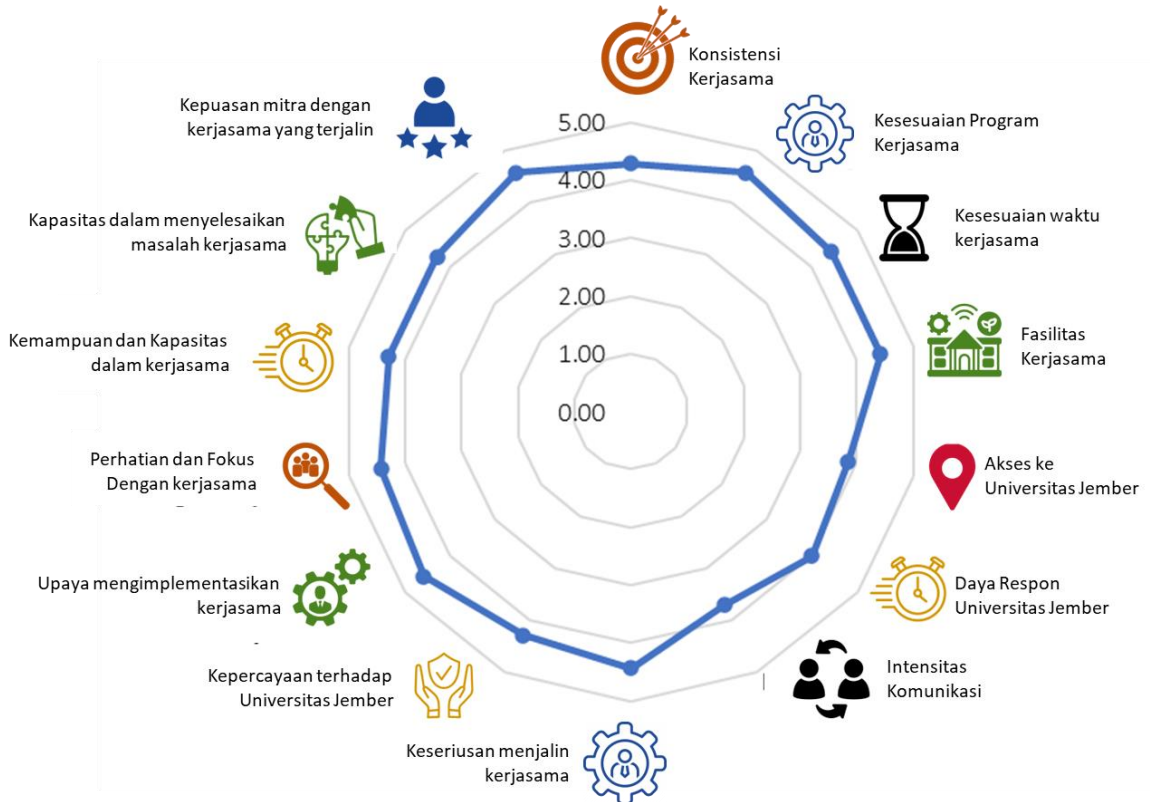 Konsistensi
Kerjasama
Kesesuaian Program
Kerjasama
Kesesuaian waktu
kerjasama
Fasilitas
Kerjasama
Akses ke
Universitas Jember
Daya Respon
Universitas Jember
Intensitas
Komunikasi
Keseriusan menjalin
kerjasama
Kepercayaan terhadap
Universitas Jember
Upaya mengimplementasikan
kerjasama
Perhatian dan Fokus
Dengan kerjasama
Kemampuan dan Kapasitas
dalam kerjasama
Kapasitas dalam menyelesaikan
masalah kerjasama
Kepuasan mitra dengan
kerjasama yang terjalin
5.00
4.00
3.00
2.00
1.00
0.00